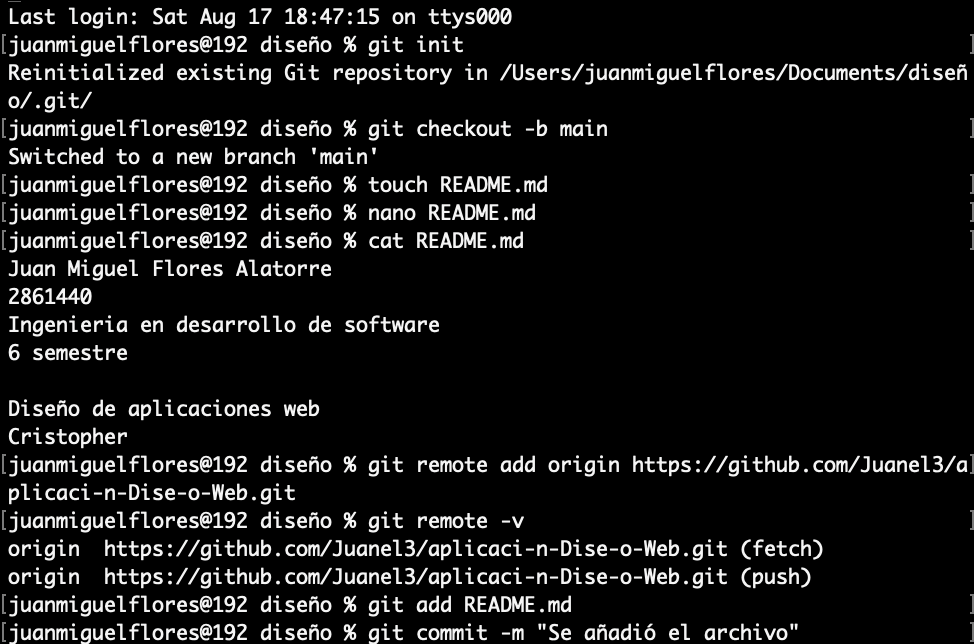 Last login: Sat Aug 17 18:47:15 on ttys000
[juanmiguelflores@192 diseño % git init ]
Reinitialized existing Git repository in /Users/juanmiguelflores/Documents/diseñ
o/.git/
[juanmiguelflores@192 diseño % git checkout -b main ]
Switched to a new branch 'main'
[juanmiguelflores@192 diseño % touch README.md ]
[juanmiguelflores@192 diseño % nano README.md ]
[juanmiguelflores@192 diseño % cat README.md ]
Juan Miguel Flores Alatorre
2861440
Ingenieria en desarrollo de software
6 semestre

Diseño de aplicaciones web
Cristopher
[juanmiguelflores@192 diseño % git remote add origin https://github.com/Juanel3/a]
plicaci-n-Dise-o-Web.git
[juanmiguelflores@192 diseño % git remote -v ]
origin  https://github.com/Juanel3/aplicaci-n-Dise-o-Web.git (fetch)
origin  https://github.com/Juanel3/aplicaci-n-Dise-o-Web.git (push)
[juanmiguelflores@192 diseño % git add README.md ]
[juanmiguelflores@192 diseño % git commit -m "Se añadió el archivo" ]